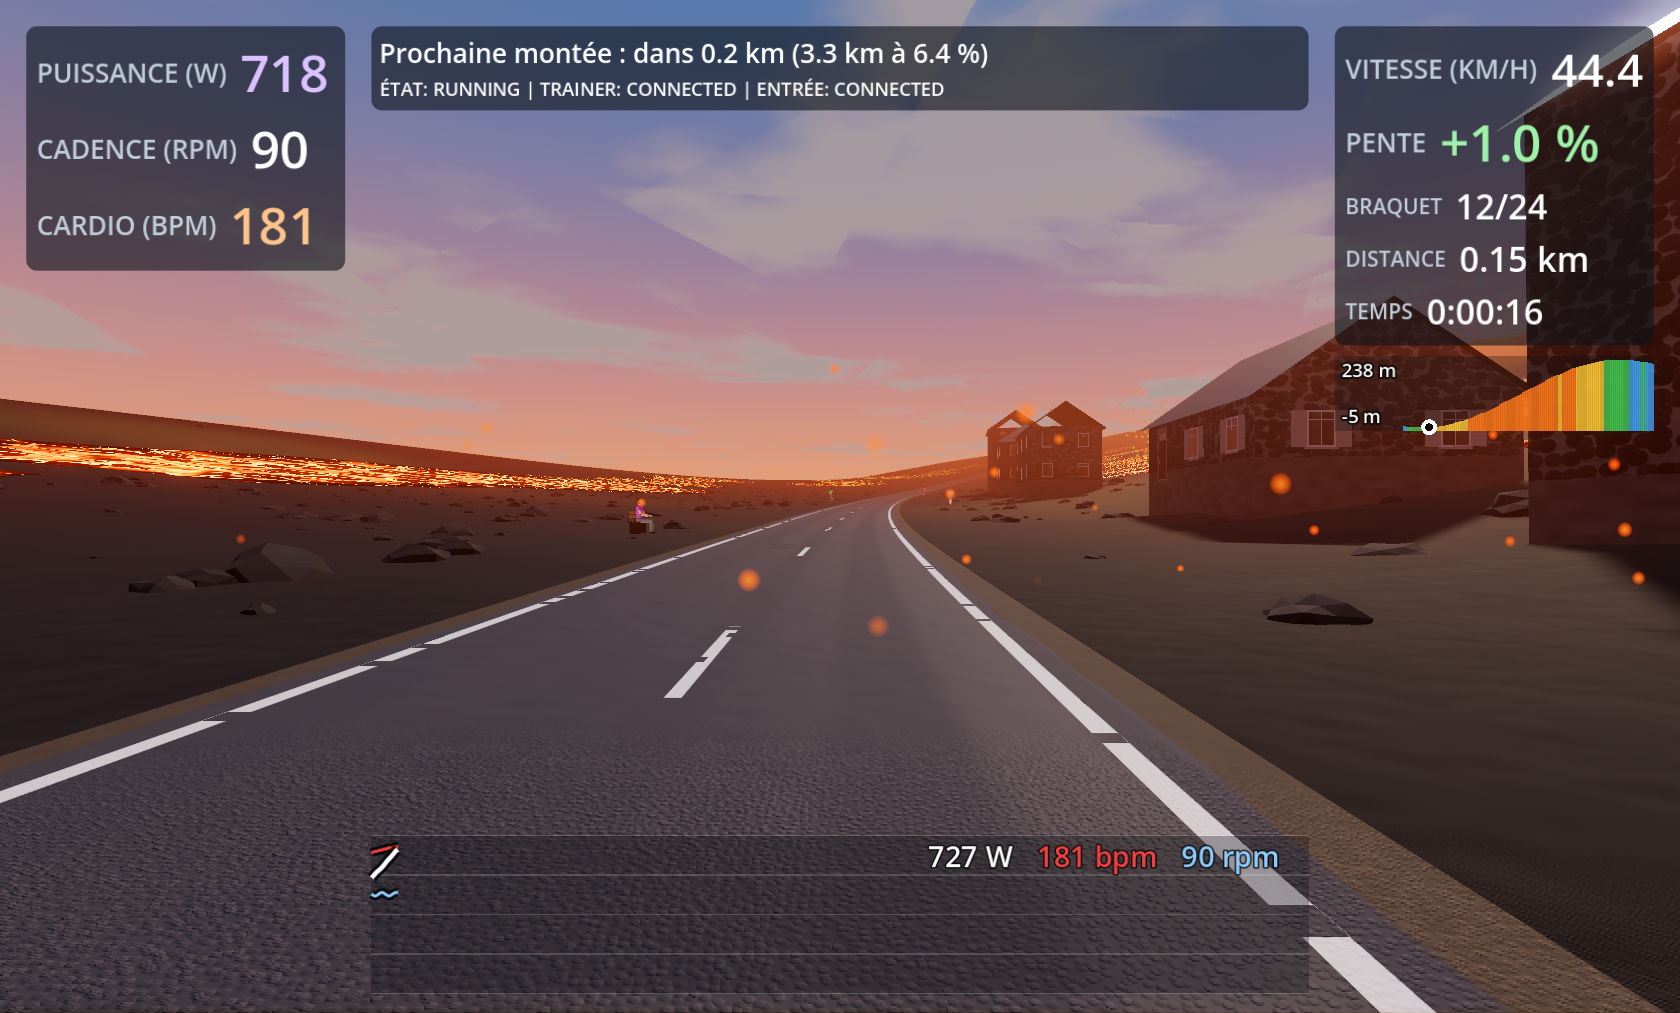 PUISSANCE (W) 718
CADENCE (RPM) 90
CARDIO (BPM) 181
Prochaine montée : dans 0.2 km (3.3 km à 6.4 %)
ÉTAT: RUNNING | TRAINER: CONNECTED | ENTRÉE: CONNECTED
VITESSE (KM/H) 44.4
PENTE +1.0 %
BRAQUET 12/24
DISTANCE 0.15 km
TEMPS 0:00:16
238 m
-5 m
727 W 181 bpm 90 rpm